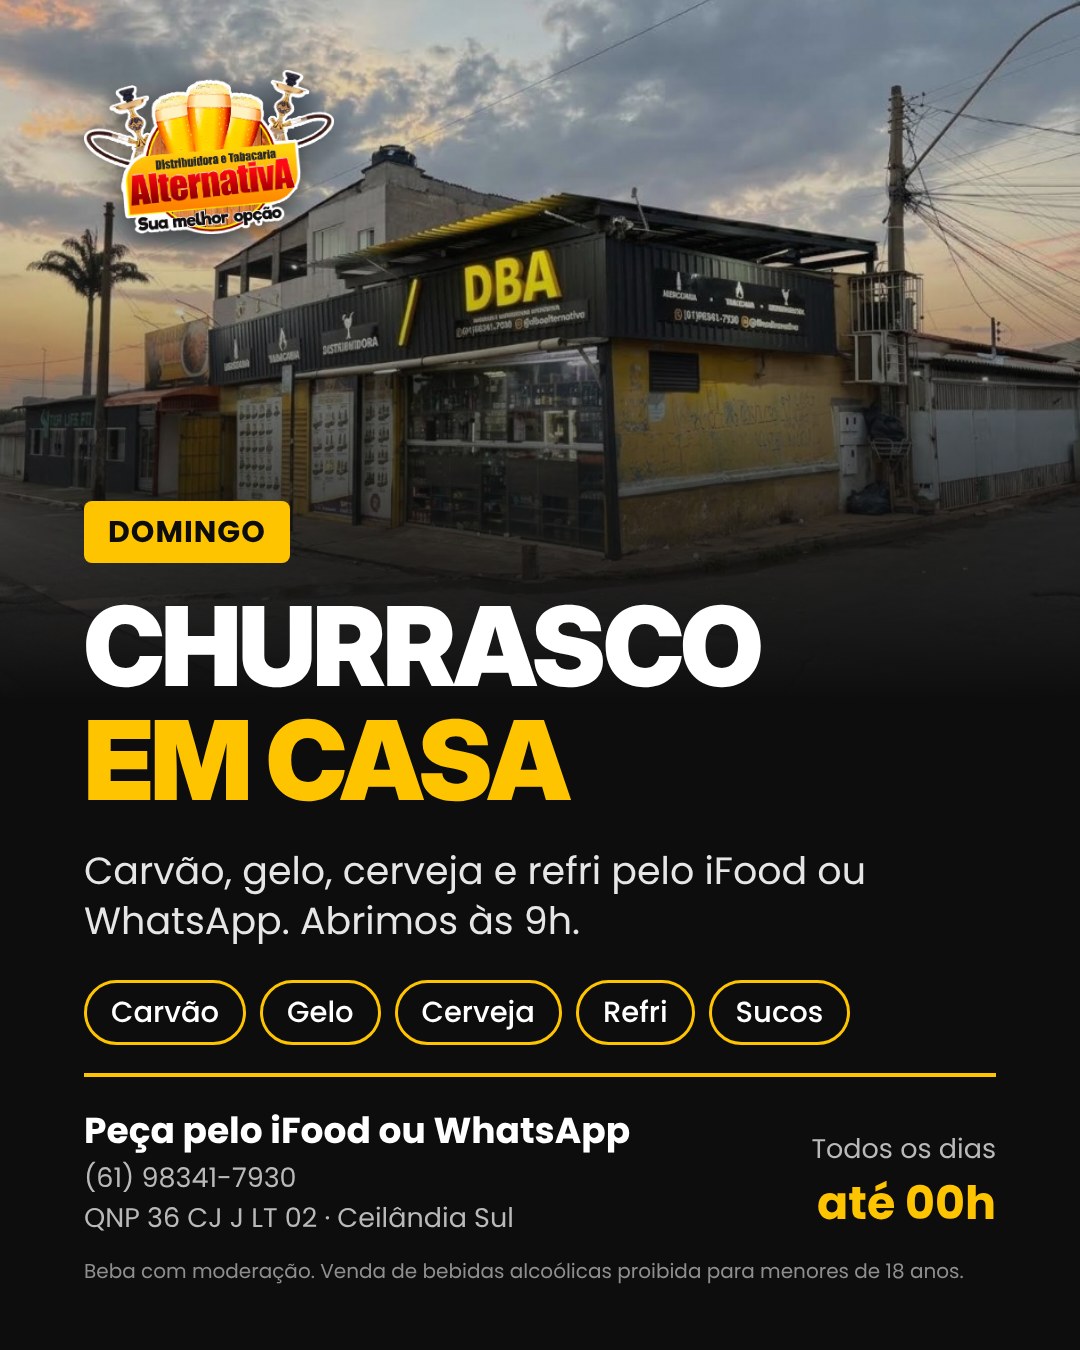 Distribuidora e Tabacaria
AlternativA
Sua melhor opção
DBA
TABACARIA
DISTRIBUIDORA
(61)98341-7930
DOMINGO
CHURRASCO
EM CASA
Carvão, gelo, cerveja e refri pelo iFood ou
WhatsApp. Abrimos às 9h.
Carvão
Gelo
Cerveja
Refri
Sucos
Peça pelo iFood ou WhatsApp
(61) 98341-7930
QNP 36 CJ J LT 02 · Ceilândia Sul
Todos os dias
até 00h
Beba com moderação. Venda de bebidas alcoólicas proibida para menores de 18 anos.